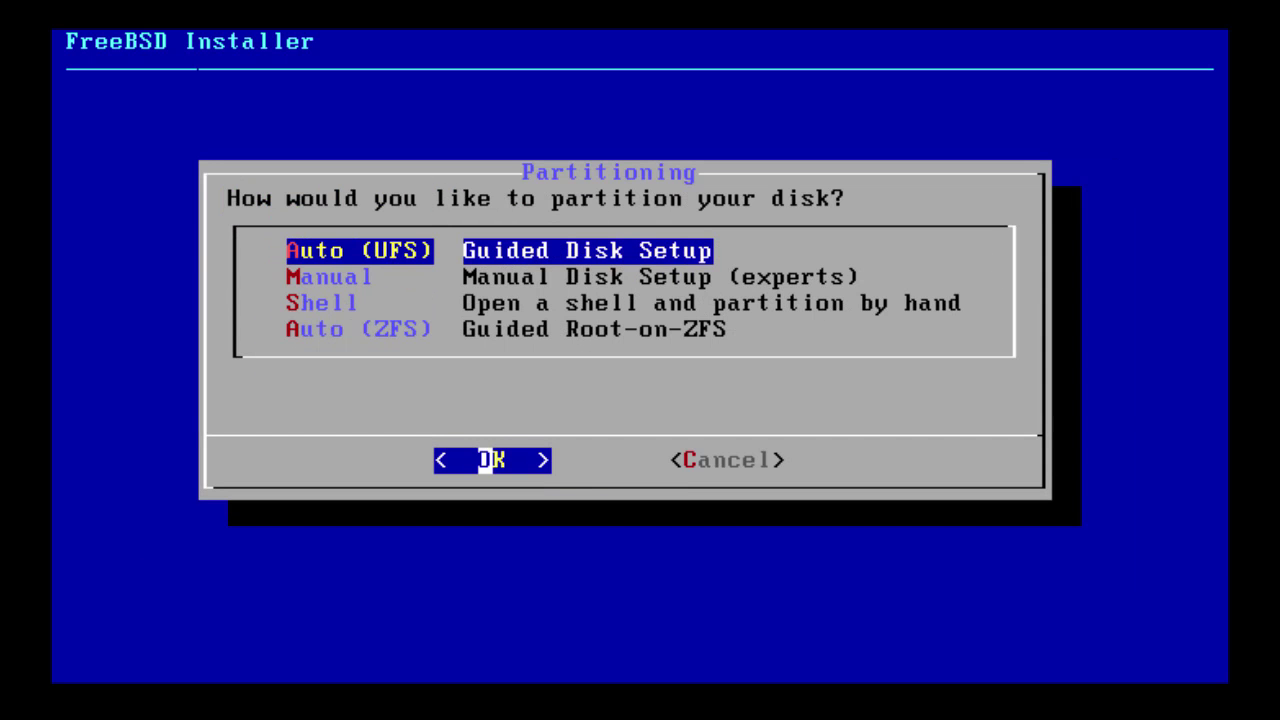 FreeBSD Installer
Partitioning
How would you like to partition your disk?
Auto (UFS) Guided Disk Setup
Manual Manual Disk Setup (experts)
Shell Open a shell and partition by hand
Auto (ZFS) Guided Root-on-ZFS
< OK > <Cancel>